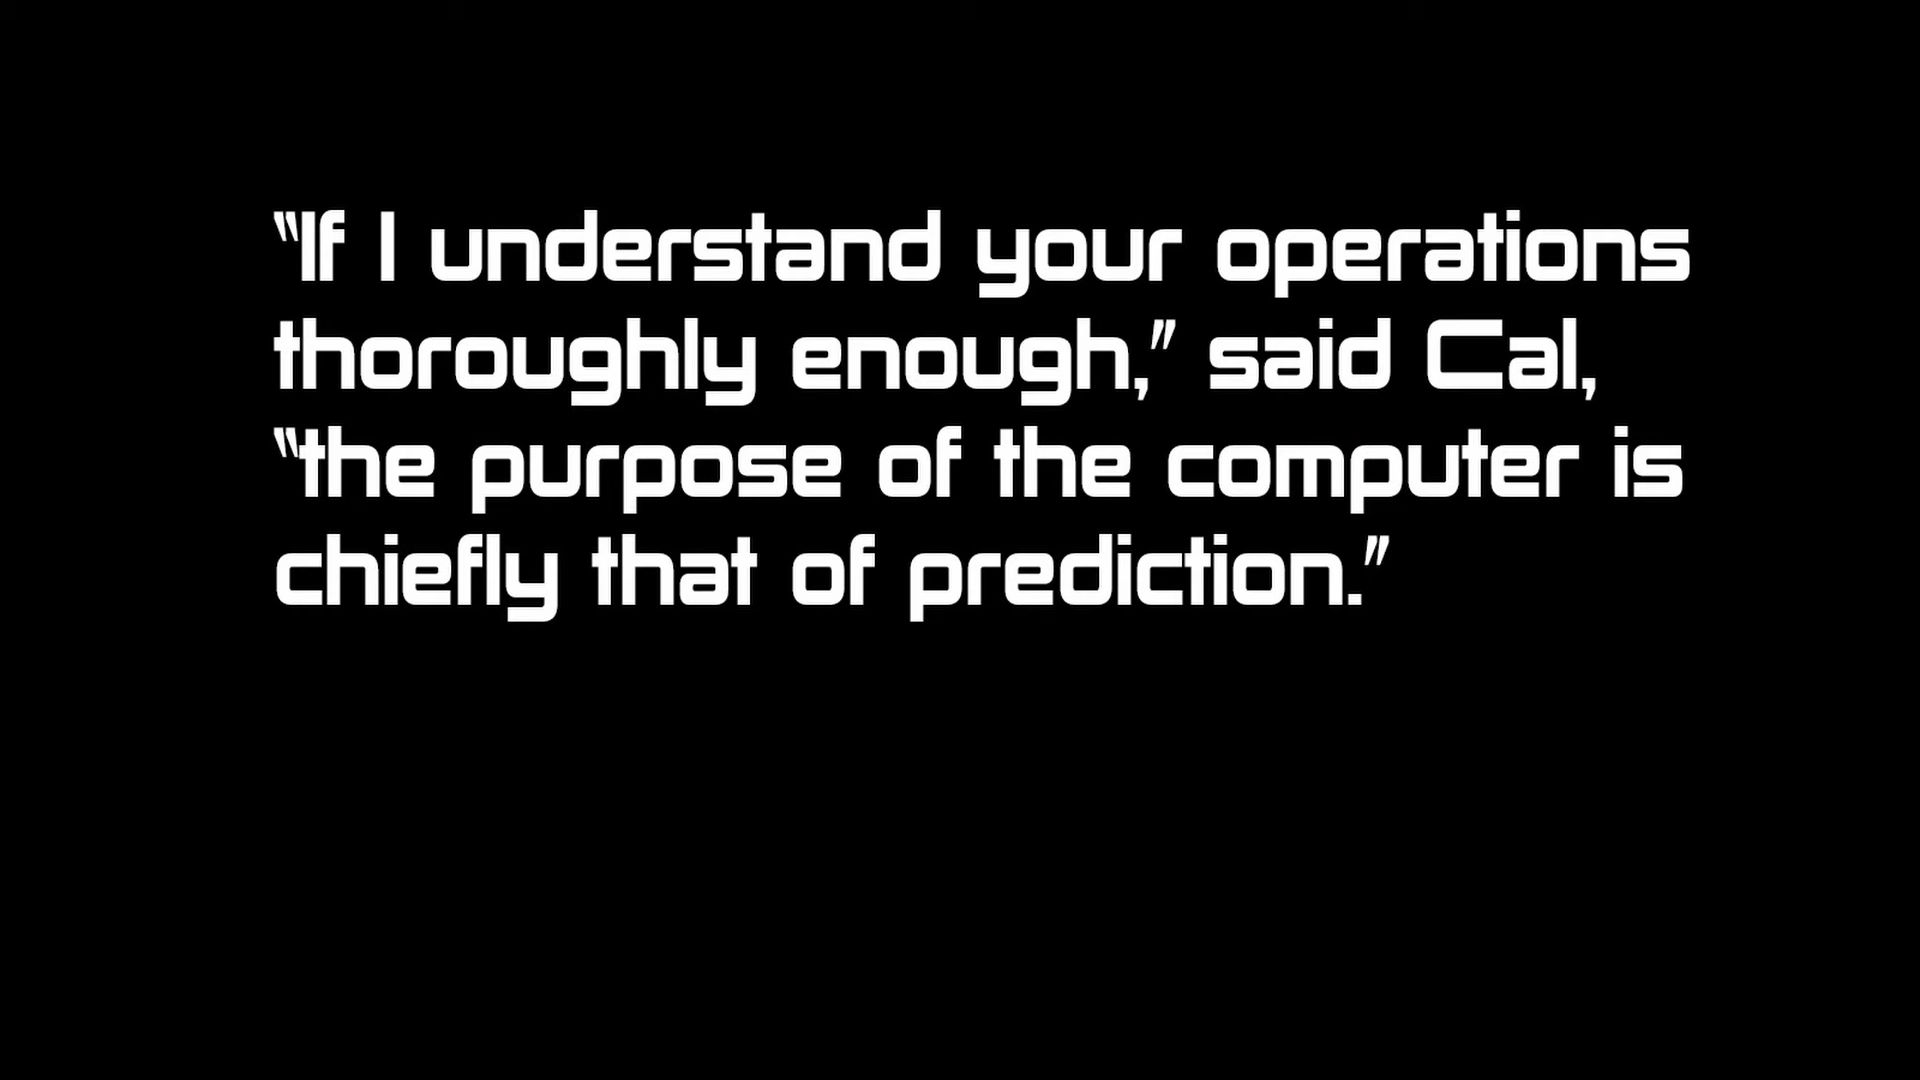 “If I understand your operations
thoroughly enough,” said Cal,
“the purpose of the computer is
chiefly that of prediction.”